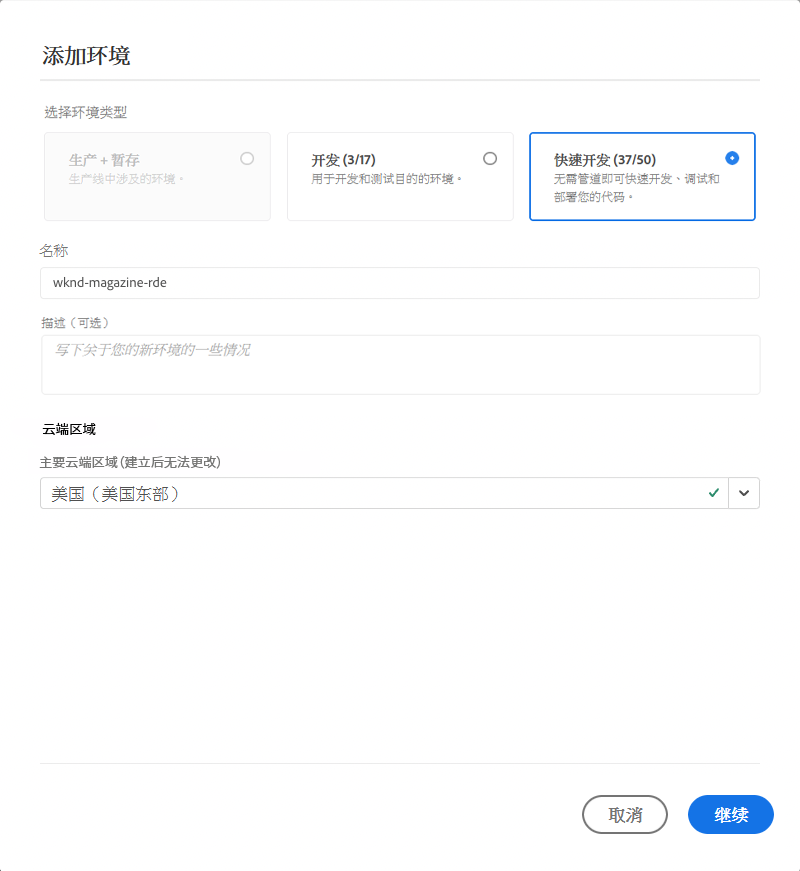 添加环境
选择环境类型
生产 + 暂存
生产线中涉及的环境。
开发 (3/17)
用于开发和测试目的的环境。
快速开发 (37/50)
无需管道即可快速开发、调试和
部署您的代码。
名称
wknd-magazine-rde
描述（可选）
写下关于您的新环境的一些情况
云端区域
主要云端区域 (建立后无法更改)
美国（美国东部）
取消
继续